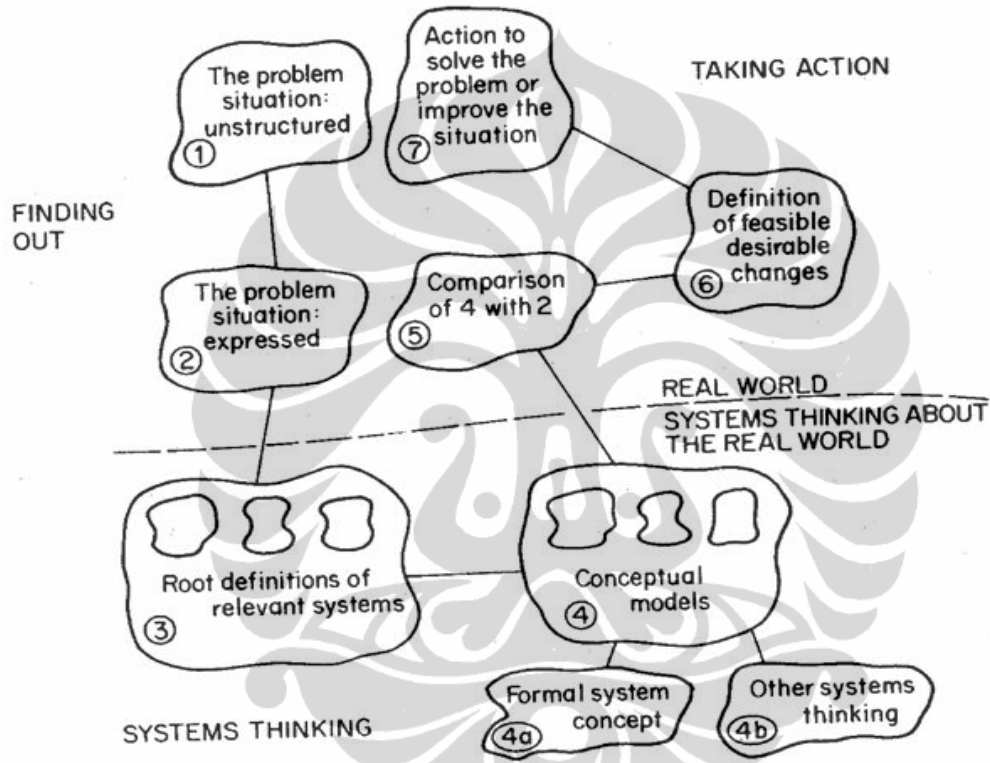 The problem
situation:
unstructured
1
Action to
solve the
problem or
improve the
situation
7
TAKING ACTION
FINDING
OUT
The problem
situation:
expressed
2
Comparison
of 4 with 2
5
Definition
of feasible
desirable
changes
6
REAL WORLD
SYSTEMS THINKING ABOUT
THE REAL WORLD
Root definitions of
relevant systems
3
Conceptual
models
4
Formal system
concept
4a
Other systems
thinking
4b
SYSTEMS THINKING